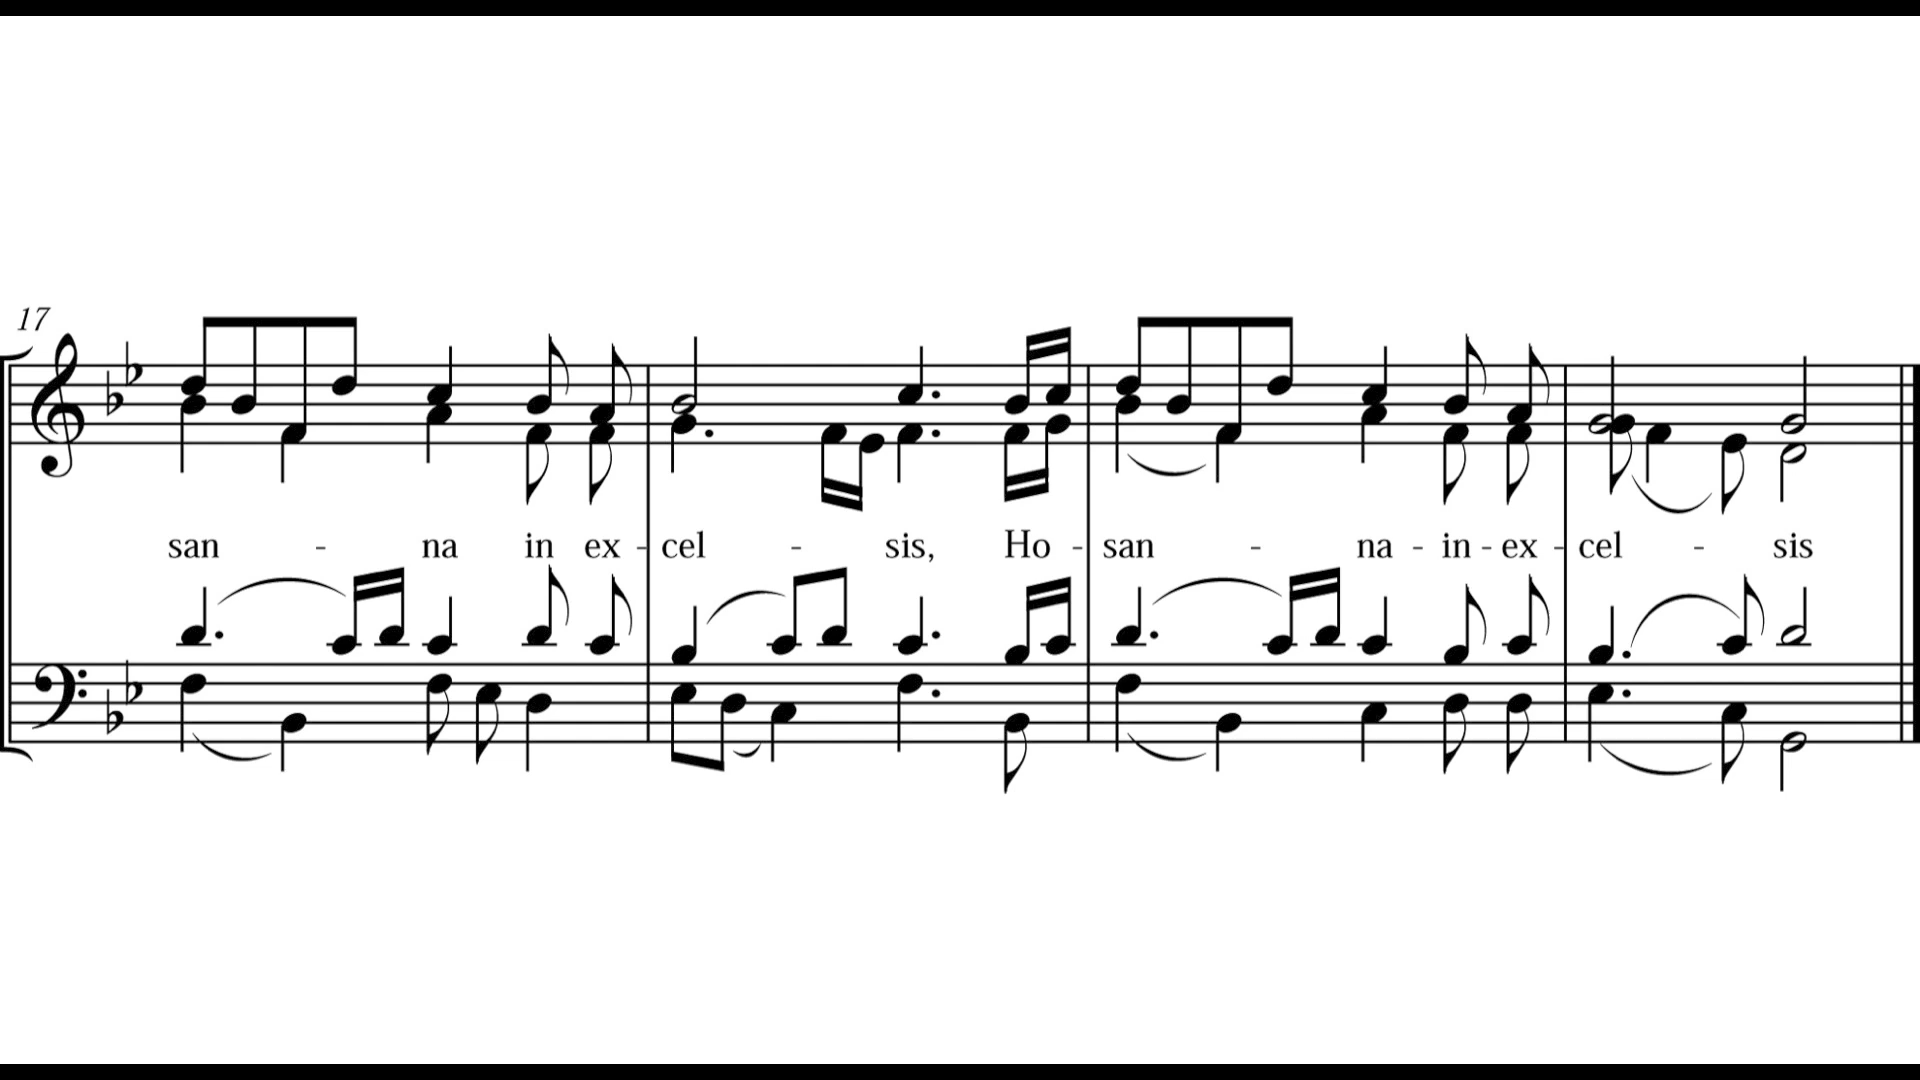 17
san - na in ex - cel - sis, Ho - san - na - in - ex - cel - sis